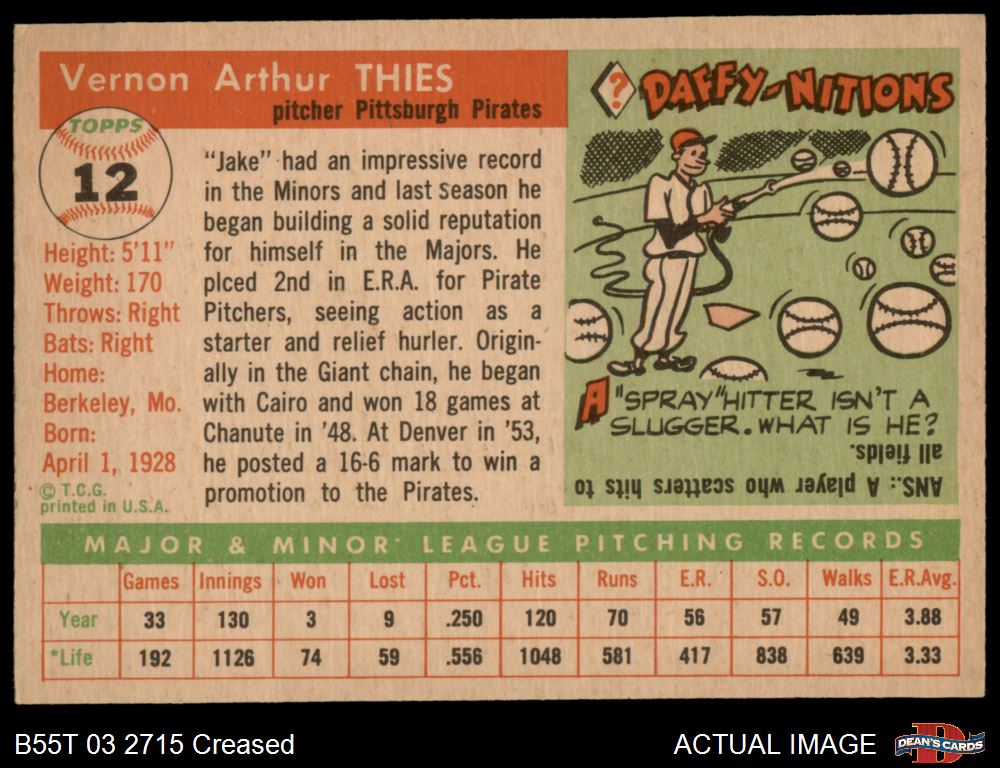 Vernon Arthur THIES
pitcher Pittsburgh Pirates
TOPPS
12
Height: 5'11"
Weight: 170
Throws: Right
Bats: Right
Home:
Berkeley, Mo.
Born:
April 1, 1928
© T.C.G.
printed in U.S.A.
"Jake" had an impressive record
in the Minors and last season he
began building a solid reputation
for himself in the Majors. He
plced 2nd in E.R.A. for Pirate
Pitchers, seeing action as a
starter and relief hurler. Origin-
ally in the Giant chain, he began
with Cairo and won 18 games at
Chanute in '48. At Denver in '53,
he posted a 16-6 mark to win a
promotion to the Pirates.
? DAFFY-NITIONS
A "SPRAY" HITTER ISN'T A
SLUGGER. WHAT IS HE?
ANS.: A player who scatters hits to
all fields.
MAJOR & MINOR* LEAGUE PITCHING RECORDS
Games Innings Won Lost Pct. Hits Runs E.R. S.O. Walks E.R.Avg.
Year 33 130 3 9 .250 120 70 56 57 49 3.88
*Life 192 1126 74 59 .556 1048 581 417 838 639 3.33
B55T 03 2715 Creased
ACTUAL IMAGE
D
DEAN'S CARDS